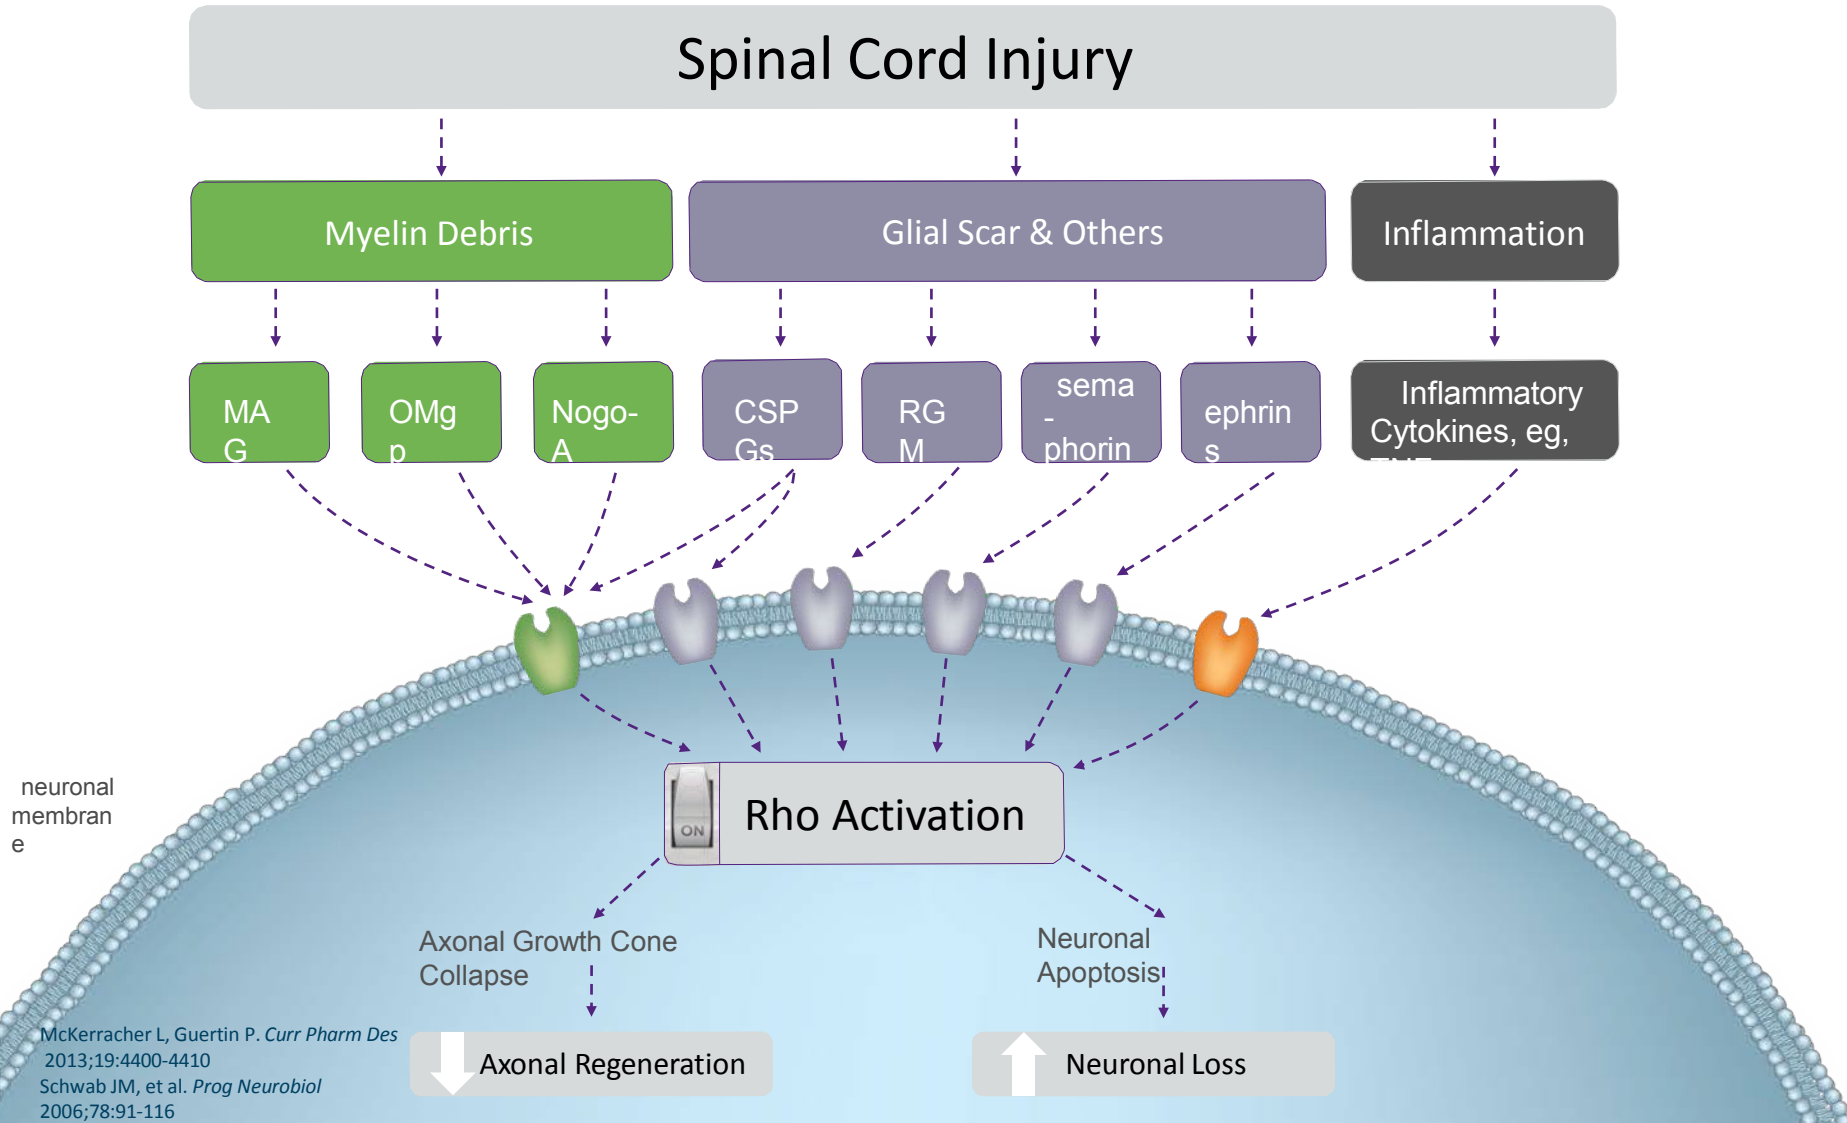 Spinal Cord Injury
Myelin Debris
Glial Scar & Others
Inflammation
MA
G
OMg
p
Nogo-
A
CSP
Gs
RG
M
sema
-
phorin
ephrin
s
Inflammatory
Cytokines, eg,
neuronal
membran
e
ON
Rho Activation
Axonal Growth Cone
Collapse
Neuronal
Apoptosis
Axonal Regeneration
Neuronal Loss
McKerracher L, Guertin P. Curr Pharm Des
2013;19:4400-4410
Schwab JM, et al. Prog Neurobiol
2006;78:91-116